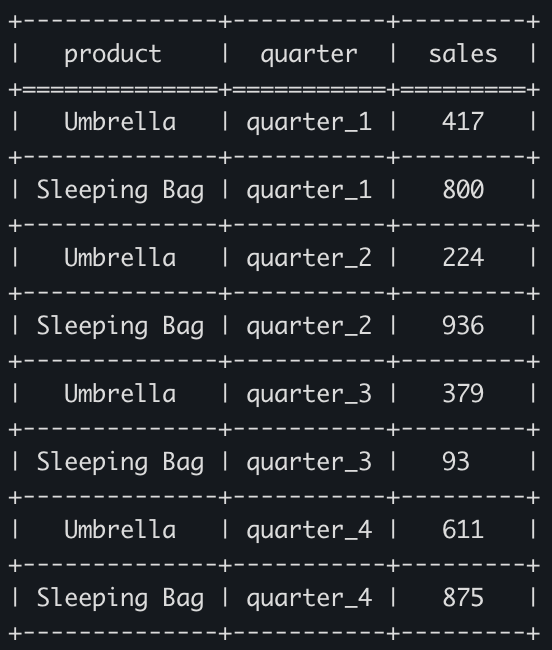 +--------------+-----------+---------+
|   product    |  quarter  |  sales  |
+==============+===========+=========+
|   Umbrella   | quarter_1 |   417   |
+--------------+-----------+---------+
| Sleeping Bag | quarter_1 |   800   |
+--------------+-----------+---------+
|   Umbrella   | quarter_2 |   224   |
+--------------+-----------+---------+
| Sleeping Bag | quarter_2 |   936   |
+--------------+-----------+---------+
|   Umbrella   | quarter_3 |   379   |
+--------------+-----------+---------+
| Sleeping Bag | quarter_3 |   93    |
+--------------+-----------+---------+
|   Umbrella   | quarter_4 |   611   |
+--------------+-----------+---------+
| Sleeping Bag | quarter_4 |   875   |
+--------------+-----------+---------+